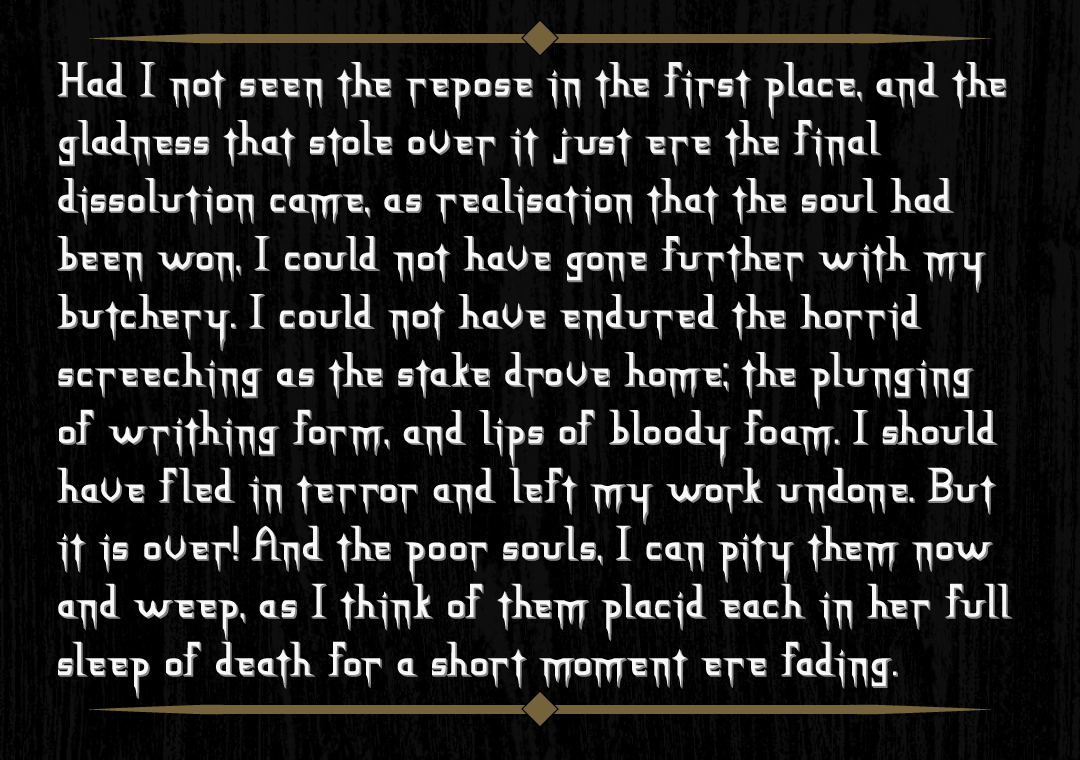 Had I not seen the repose in the first place, and the
gladness that stole over it just ere the final
dissolution came, as realisation that the soul had
been won, I could not have gone further with my
butchery. I could not have endured the horrid
screeching as the stake drove home; the plunging
of writhing form, and lips of bloody foam. I should
have fled in terror and left my work undone. But
it is over! And the poor souls, I can pity them now
and weep, as I think of them placid each in her full
sleep of death for a short moment ere fading.